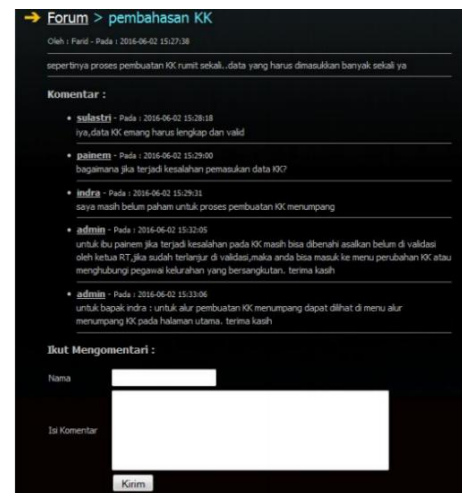 Forum > pembahasan KK
Oleh : Farid - Pada : 2016-06-02 15:27:38
sepertinya proses pembuatan KK rumit sekali..data yang harus dimasukkan banyak sekali ya
Komentar :
• sulastri - Pada : 2016-06-02 15:28:18
iya,data KK emang harus lengkap dan valid
• painem - Pada : 2016-06-02 15:29:00
bagaimana jika terjadi kesalahan pemasukan data KK?
• indra - Pada : 2016-06-02 15:29:31
saya masih belum paham untuk proses pembuatan KK menumpang
• admin - Pada : 2016-06-02 15:32:05
untuk ibu painem jika terjadi kesalahan pada KK masih bisa dibenahi asalkan belum di validasi
oleh ketua RT,jika sudah terlanjur di validasi,maka anda bisa masuk ke menu perubahan KK atau
menghubungi pegawai kelurahan yang bersangkutan. terima kasih
• admin - Pada : 2016-06-02 15:33:06
untuk bapak indra : untuk alur pembuatan KK menumpang dapat dilihat di menu alur
menumpang KK pada halaman utama. terima kasih
Ikut Mengomentari :
Nama
Isi Komentar
Kirim